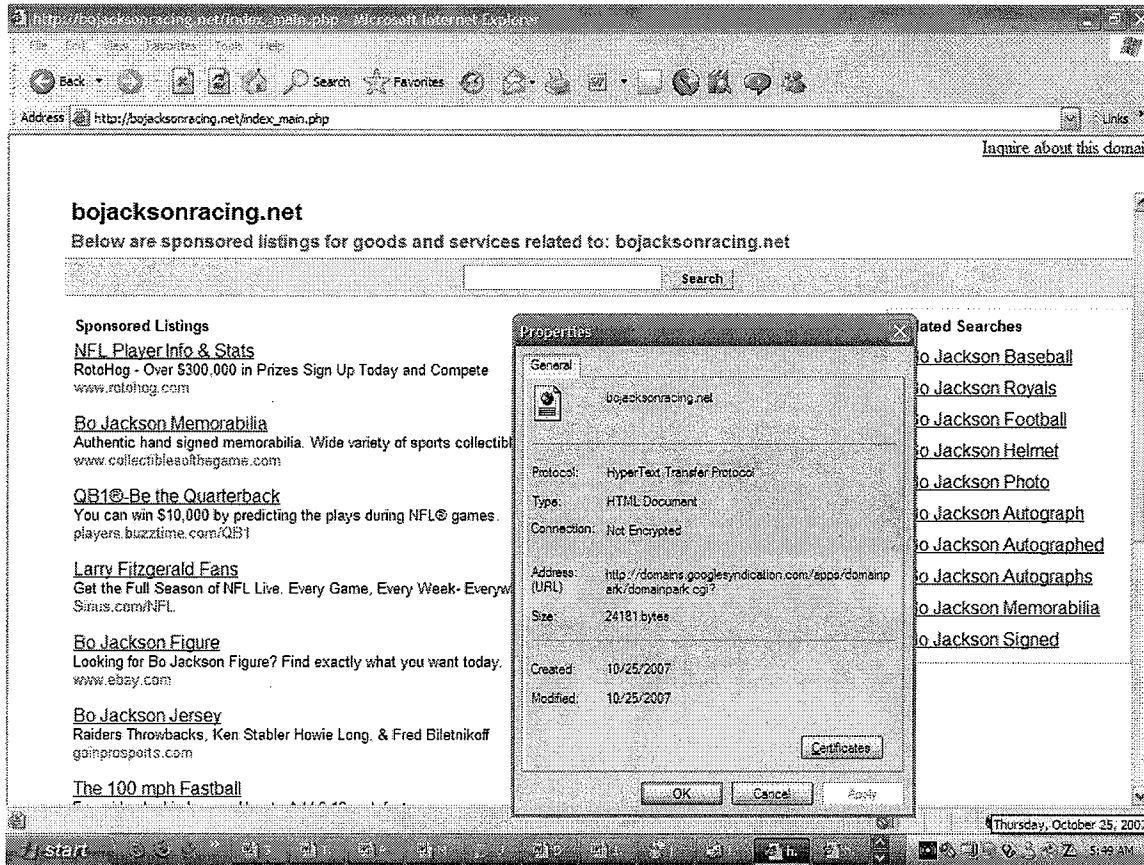 http://bojacksonracing.net/index_main.php - Microsoft Internet Explorer
File Edit View Favorites Tools Help
Back Search Favorites
Address http://bojacksonracing.net/index_main.php Links
Inquire about this domai
bojacksonracing.net
Below are sponsored listings for goods and services related to: bojacksonracing.net
Search
Sponsored Listings
NFL Player Info & Stats
RotoHog - Over $300,000 in Prizes Sign Up Today and Compete
www.rotohog.com
Bo Jackson Memorabilia
Authentic hand signed memorabilia. Wide variety of sports collectibl
www.collectiblesofthegame.com
QB1®-Be the Quarterback
You can win $10,000 by predicting the plays during NFL® games.
players.buzztime.com/QB1
Larry Fitzgerald Fans
Get the Full Season of NFL Live. Every Game, Every Week- Everyw
Sirius.com/NFL
Bo Jackson Figure
Looking for Bo Jackson Figure? Find exactly what you want today.
www.ebay.com
Bo Jackson Jersey
Raiders Throwbacks, Ken Stabler Howie Long, & Fred Biletnikoff
goinprosports.com
The 100 mph Fastball
Properties
General
bojacksonracing.net
Protocol: HyperText Transfer Protocol
Type: HTML Document
Connection: Not Encrypted
Address: http://domains.googlesyndication.com/apps/domainp
(URL) ark/domainpark.cgi?
Size: 24181 bytes
Created: 10/25/2007
Modified: 10/25/2007
Certificates
OK Cancel Apply
lated Searches
o Jackson Baseball
o Jackson Royals
o Jackson Football
o Jackson Helmet
o Jackson Photo
o Jackson Autograph
o Jackson Autographed
o Jackson Autographs
o Jackson Memorabilia
o Jackson Signed
Thursday, October 25, 2007
start 5:49 AM